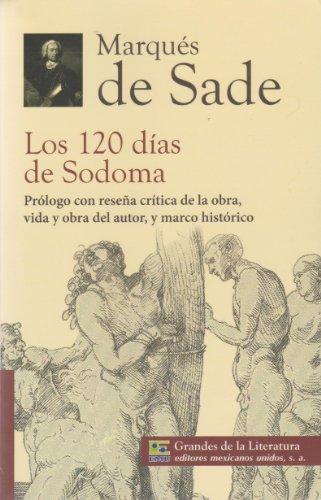 Marqués
de Sade
Los 120 días
de Sodoma
Prólogo con reseña crítica de la obra,
vida y obra del autor, y marco histórico
EMU
Grandes de la Literatura
editores mexicanos unidos, s. a.